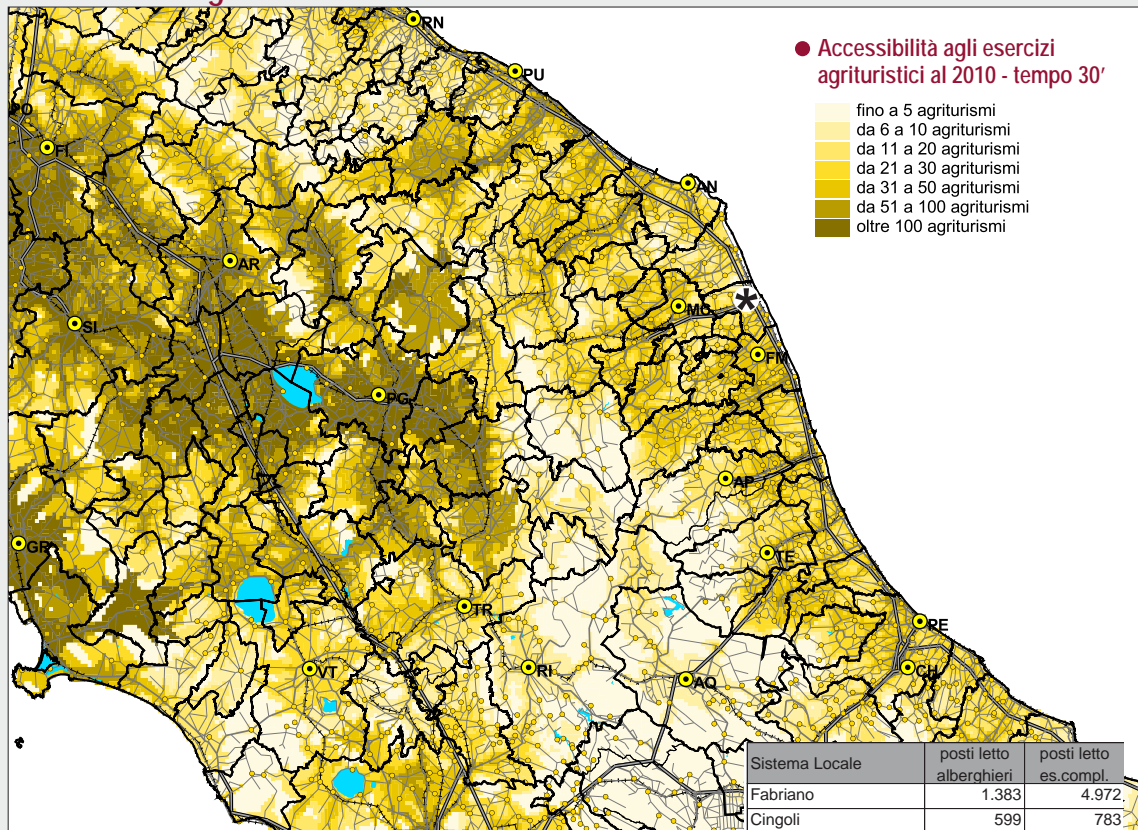 RN
PU
● Accessibilità agli esercizi
agrituristici al 2010 - tempo 30'
fino a 5 agriturismi
da 6 a 10 agriturismi
da 11 a 20 agriturismi
da 21 a 30 agriturismi
da 31 a 50 agriturismi
da 51 a 100 agriturismi
oltre 100 agriturismi
PO
FI
AN
AR
MC
*
SI
FM
PG
AP
GR
TE
TR
PE
VT
RI
AQ
CH
Sistema Locale posti letto alberghieri posti letto es.compl.
Fabriano 1.383 4.972
Cingoli 599 783